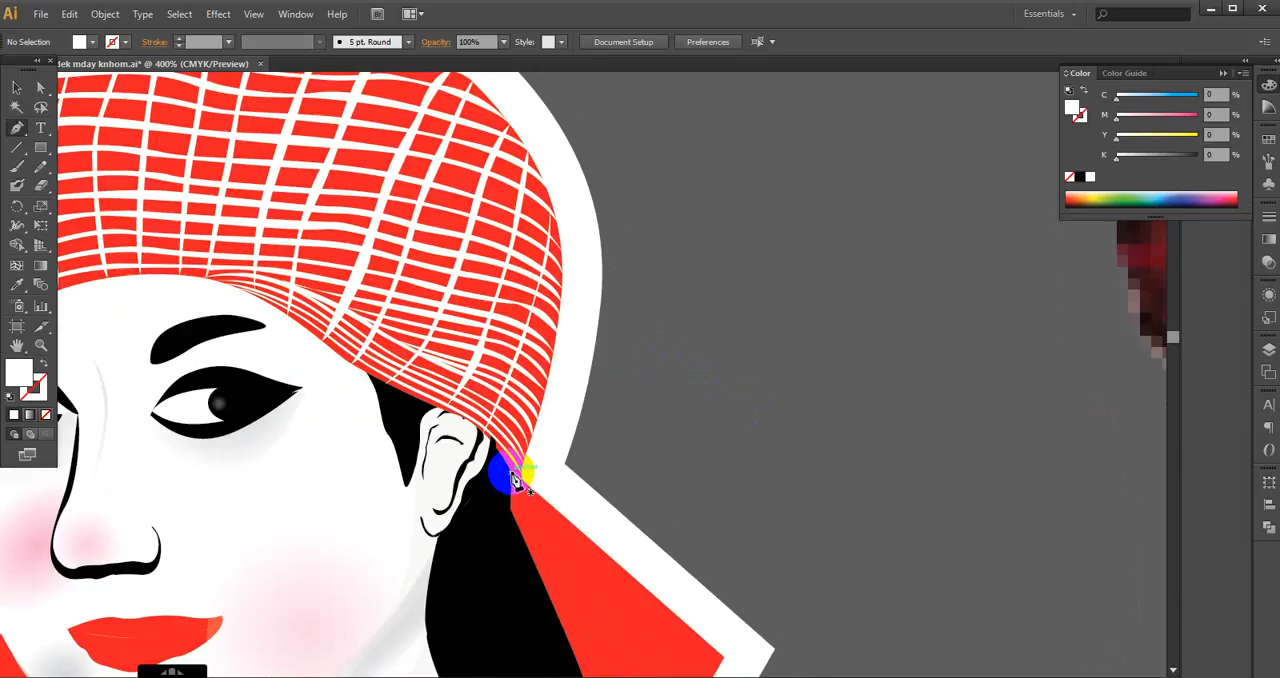 Ai File Edit Object Type Select Effect View Window Help Br Essentials
No Selection Stroke: 5 pt. Round Opacity: 100% Style: Document Setup Preferences
dek mday knhom.ai* @ 400% (CMYK/Preview)
Color Color Guide
C 0 %
M 0 %
Y 0 %
K 0 %